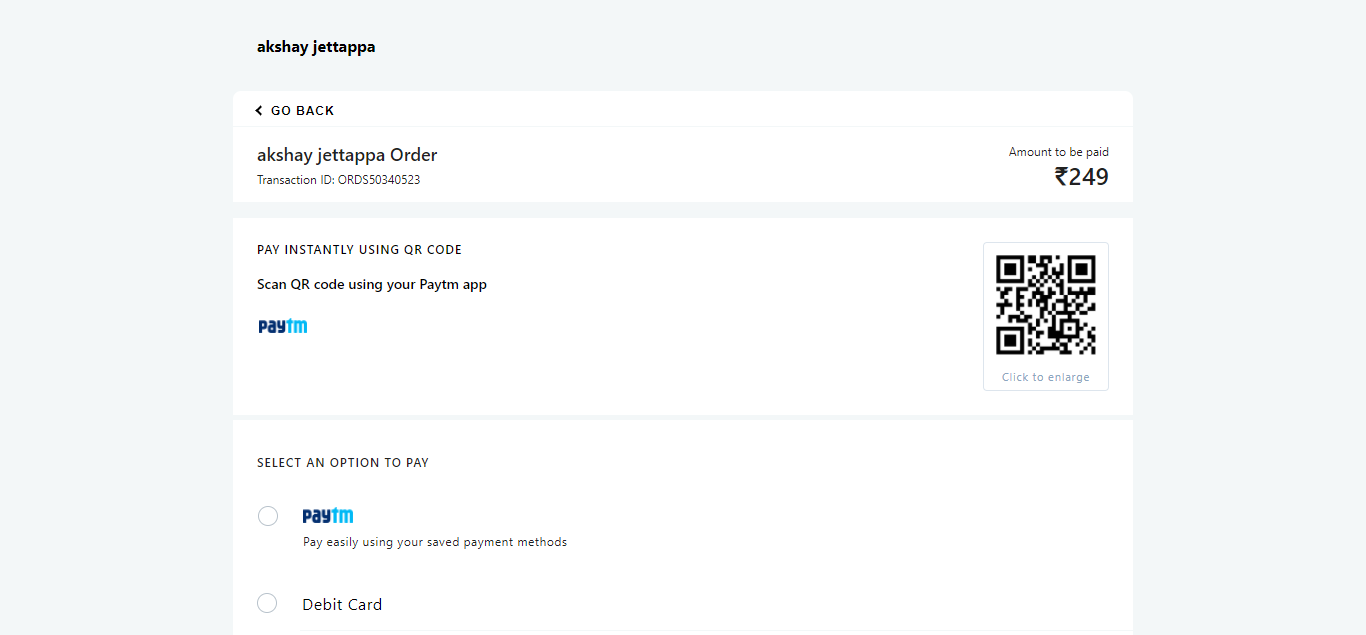 akshay jettappa
GO BACK
akshay jettappa Order
Transaction ID: ORDS50340523
Amount to be paid
₹249
PAY INSTANTLY USING QR CODE
Scan QR code using your Paytm app
paytm
Click to enlarge
SELECT AN OPTION TO PAY
paytm
Pay easily using your saved payment methods
Debit Card